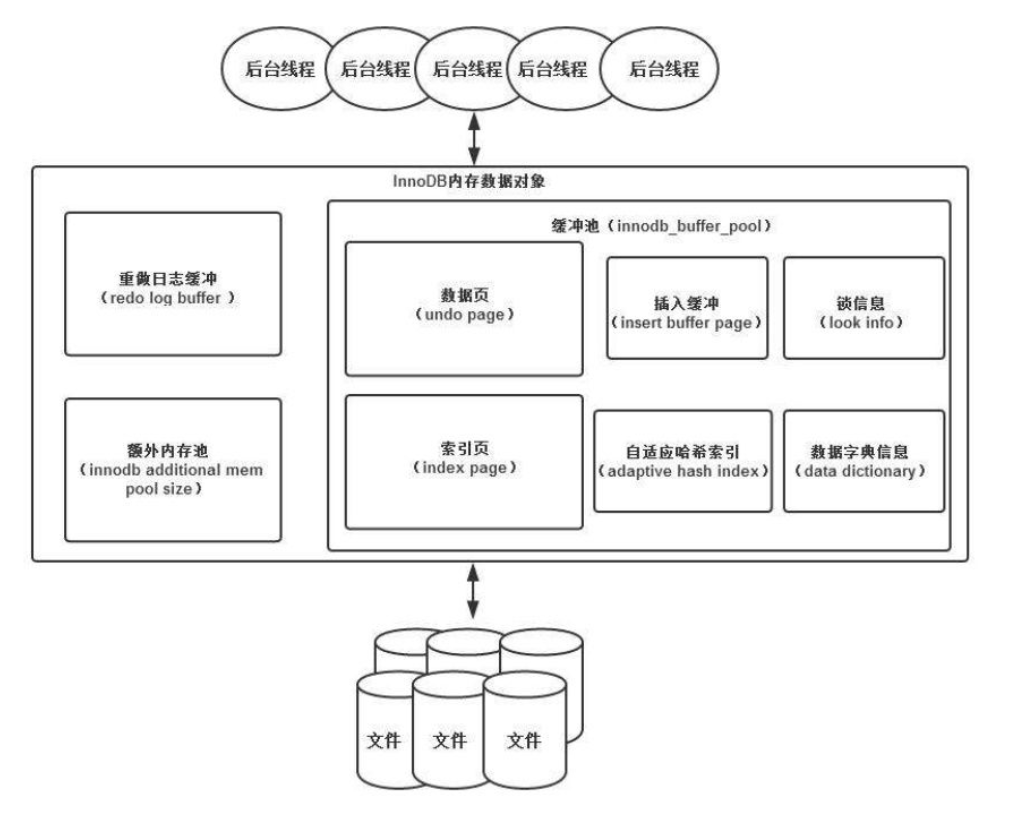 后台线程 后台线程 后台线程 后台线程 后台线程
InnoDB内存数据对象
重做日志缓冲
（redo log buffer ）
额外内存池
（innodb additional mem
pool size）
缓冲池（innodb_buffer_pool）
数据页
（undo page）
插入缓冲
（insert buffer page）
锁信息
（look info）
索引页
（index page）
自适应哈希索引
（adaptive hash index）
数据字典信息
（data dictionary）
文件 文件 文件